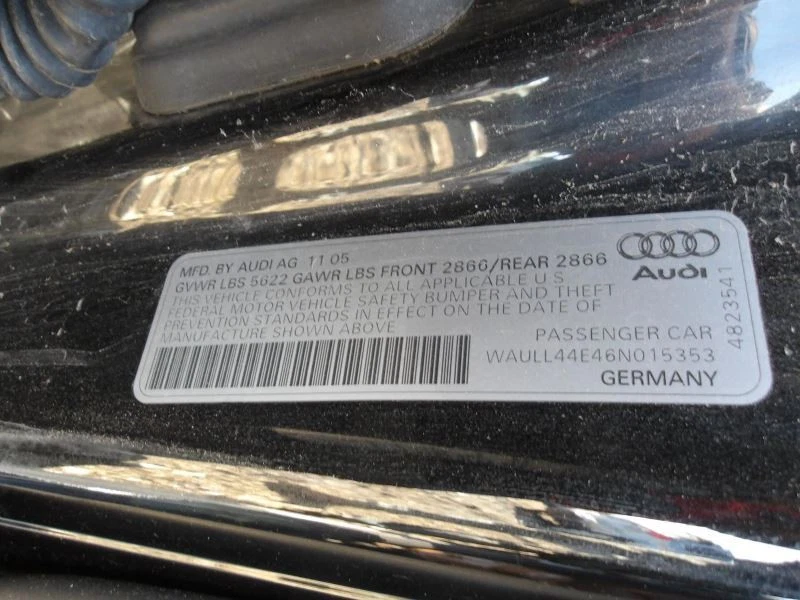 MFD. BY AUDI AG 11 05
GVWR LBS 5622 GAWR LBS FRONT 2866/REAR 2866
THIS VEHICLE CONFORMS TO ALL APPLICABLE U S
FEDERAL MOTOR VEHICLE SAFETY BUMPER AND THEFT
PREVENTION STANDARDS IN EFFECT ON THE DATE OF
MANUFACTURE SHOWN ABOVE
Audi
4823541
PASSENGER CAR
WAULL44E46N015353
GERMANY